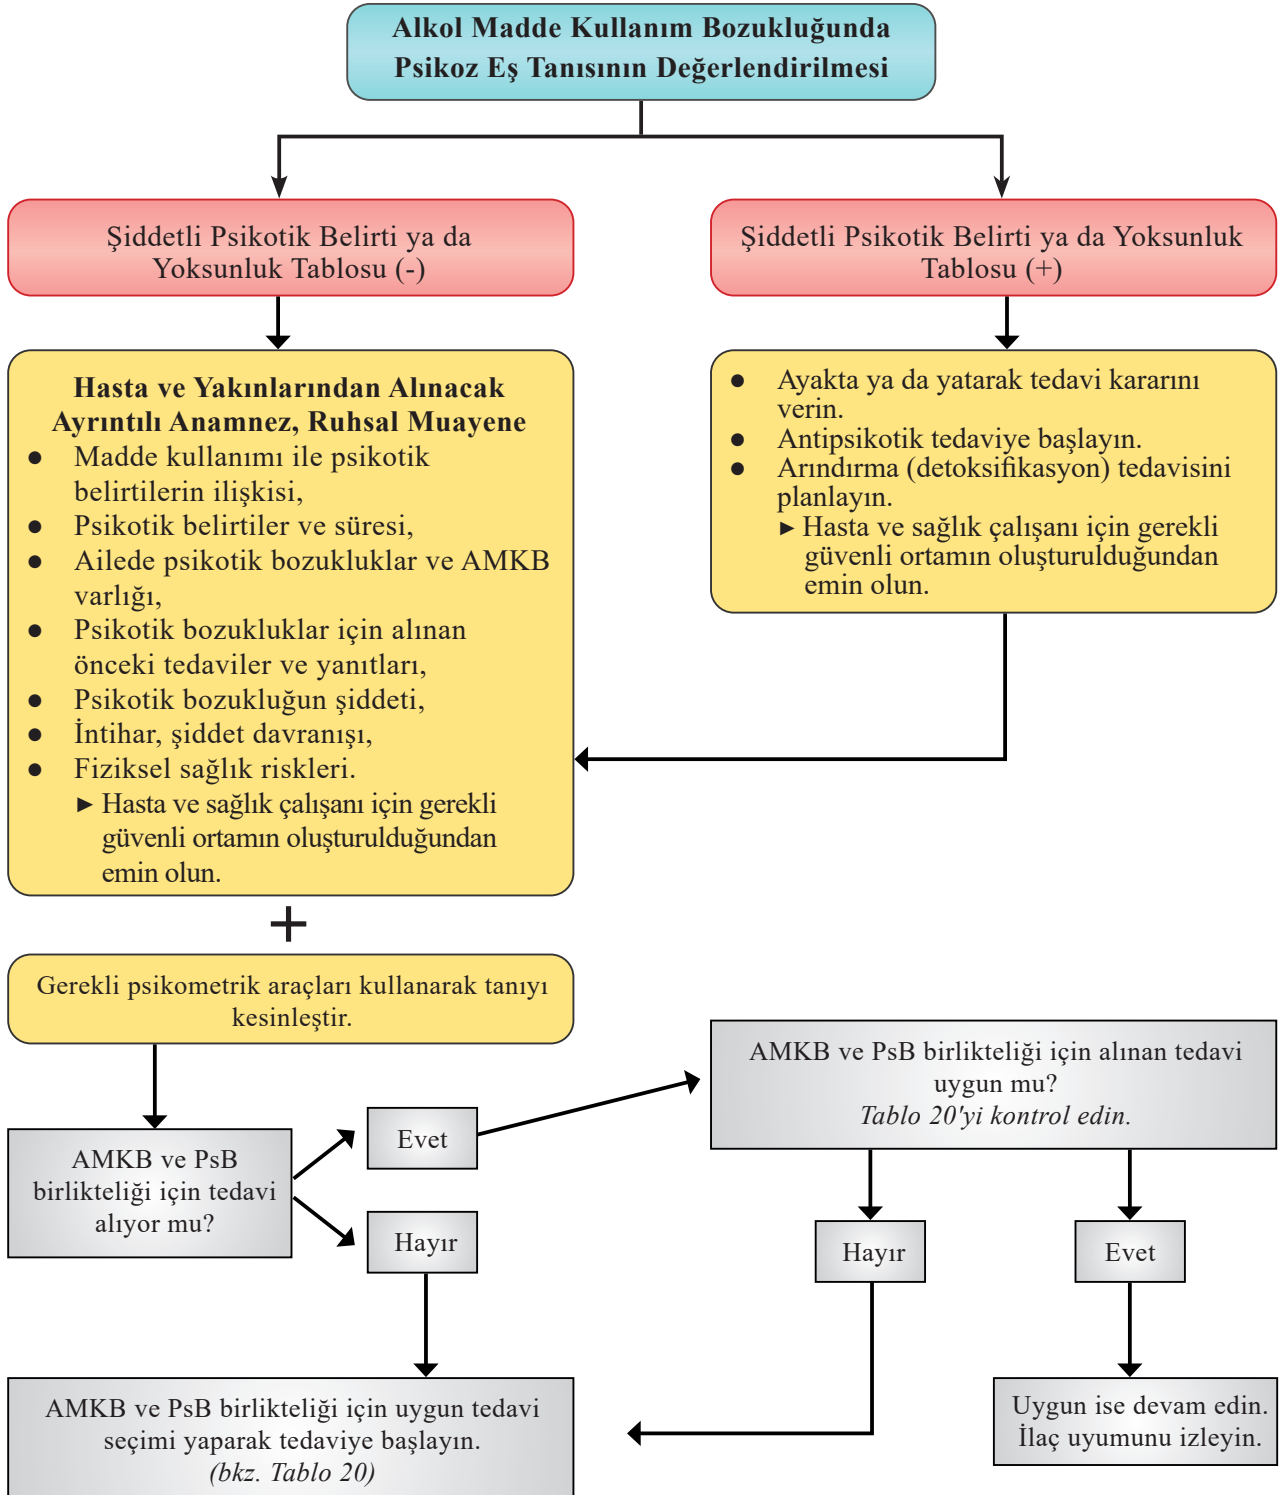 Alkol Madde Kullanım Bozukluğunda
Psikoz Eş Tanısının Değerlendirilmesi
Şiddetli Psikotik Belirti ya da
Yoksunluk Tablosu (-)
Şiddetli Psikotik Belirti ya da Yoksunluk
Tablosu (+)
Hasta ve Yakınlarından Alınacak
Ayrıntılı Anamnez, Ruhsal Muayene
● Madde kullanımı ile psikotik
belirtilerin ilişkisi,
● Psikotik belirtiler ve süresi,
● Ailede psikotik bozukluklar ve AMKB
varlığı,
● Psikotik bozukluklar için alınan
önceki tedaviler ve yanıtları,
● Psikotik bozukluğun şiddeti,
● İntihar, şiddet davranışı,
● Fiziksel sağlık riskleri.
► Hasta ve sağlık çalışanı için gerekli
güvenli ortamın oluşturulduğundan
emin olun.
● Ayakta ya da yatarak tedavi kararını
verin.
● Antipsikotik tedaviye başlayın.
● Arındırma (detoksifikasyon) tedavisini
planlayın.
► Hasta ve sağlık çalışanı için gerekli
güvenli ortamın oluşturulduğundan
emin olun.
+
Gerekli psikometrik araçları kullanarak tanıyı
kesinleştir.
AMKB ve PsB
birlikteliği için tedavi
alıyor mu?
Evet
Hayır
AMKB ve PsB birlikteliği için alınan tedavi
uygun mu?
Tablo 20'yi kontrol edin.
Hayır
Evet
AMKB ve PsB birlikteliği için uygun tedavi
seçimi yaparak tedaviye başlayın.
(bkz. Tablo 20)
Uygun ise devam edin.
İlaç uyumunu izleyin.